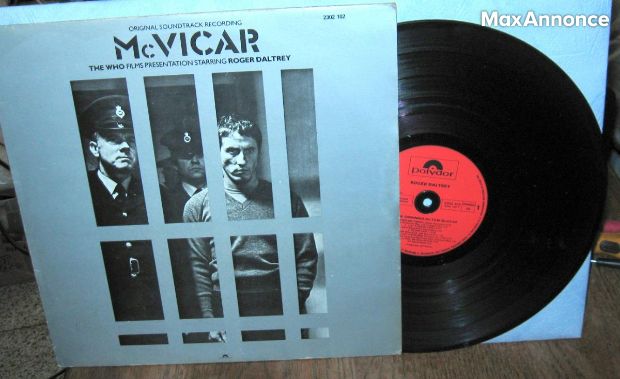 MaxAnnonce
ORIGINAL SOUNDTRACK RECORDING
2302 102
McVICAR
THE WHO FILMS PRESENTATION STARRING ROGER DALTREY
polydor
ROGER DALTREY